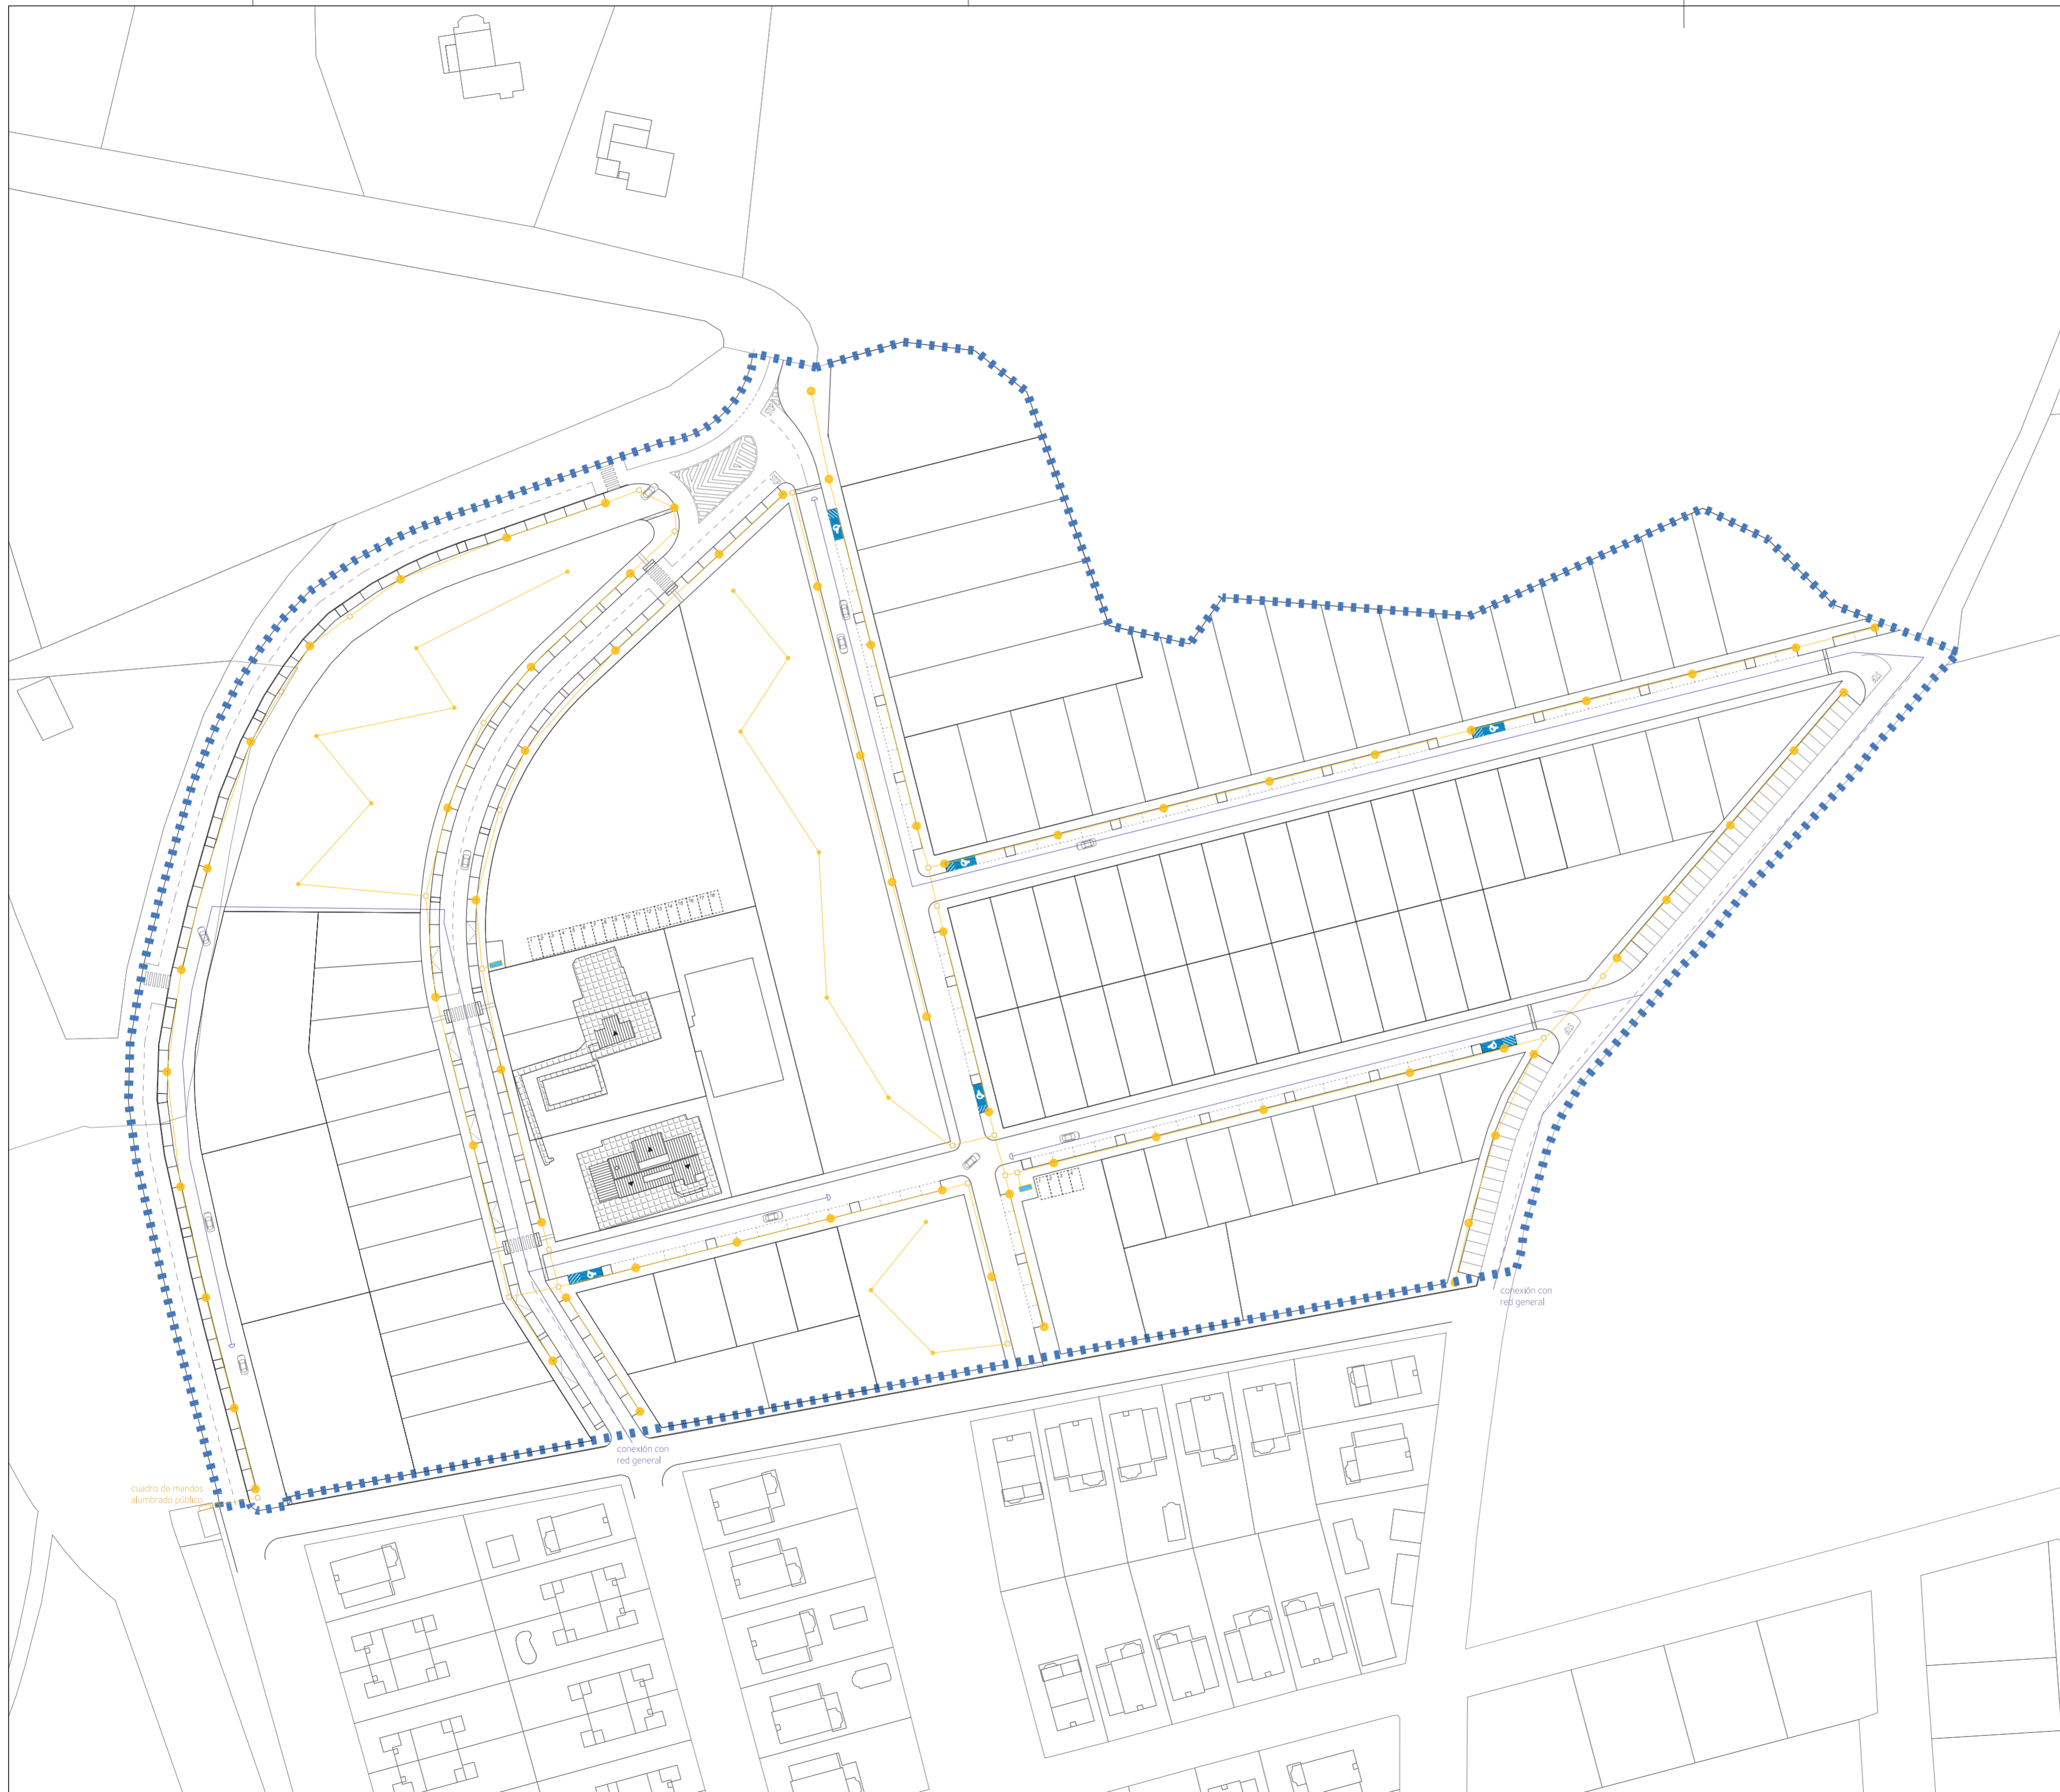 conexión con
red general
conexión con
red general
cuadro de mandos
alumbrado público